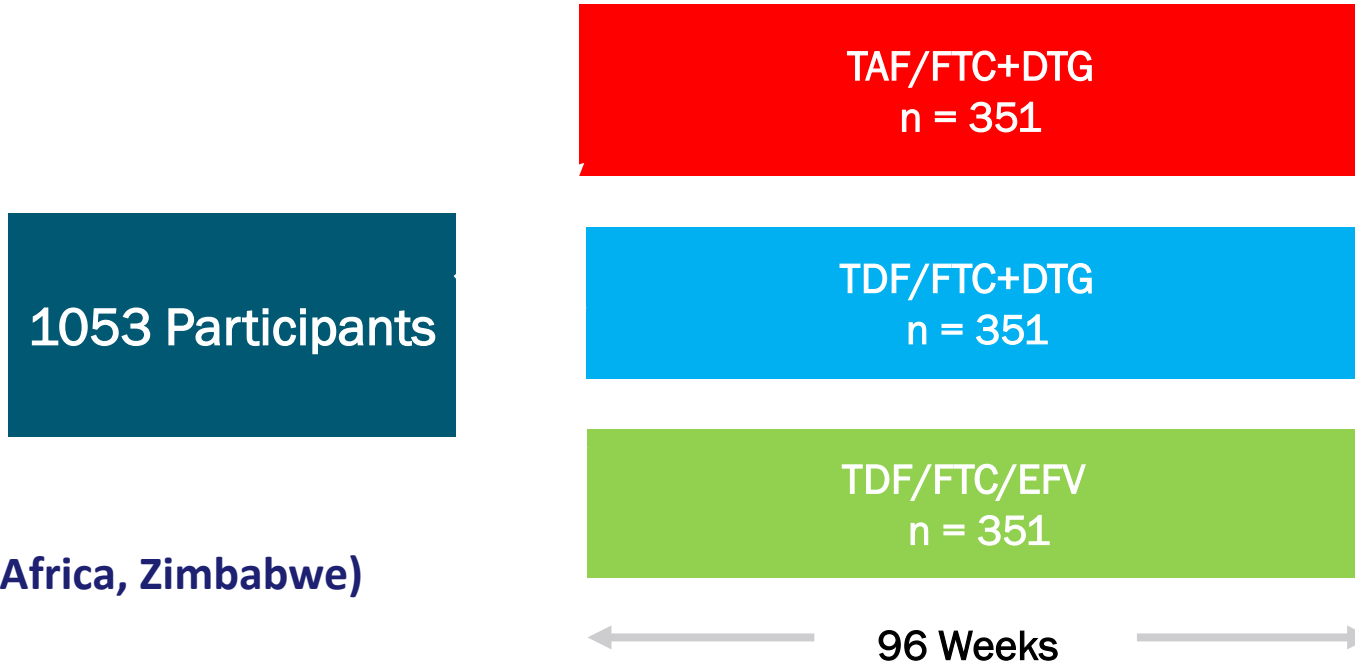 TAF/FTC+DTG
n = 351
1053 Participants
TDF/FTC+DTG
n = 351
TDF/FTC/EFV
n = 351
Africa, Zimbabwe)
96 Weeks